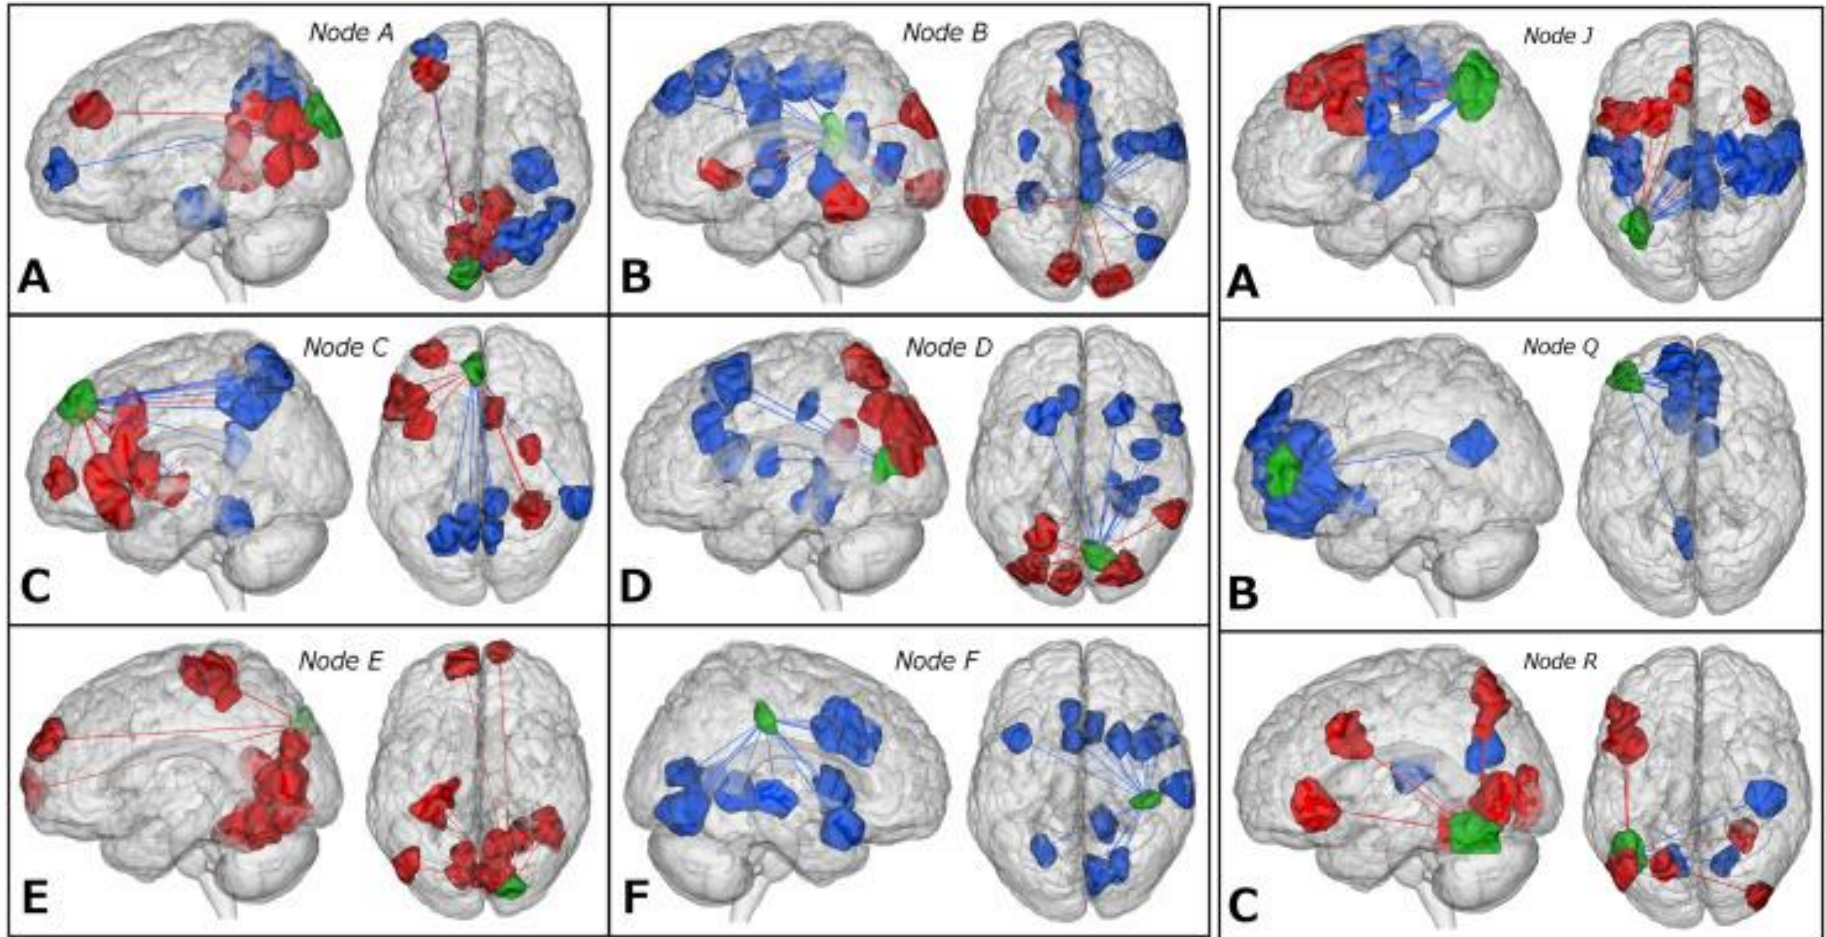 Node A
A
Node B
B
Node J
A
Node C
C
Node D
D
Node Q
B
Node E
E
Node F
F
Node R
C